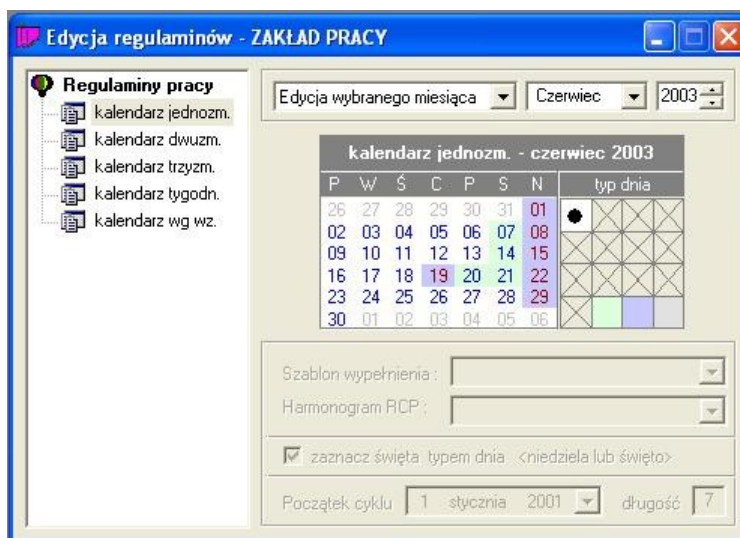 Edycja regulaminów - ZAKŁAD PRACY
Regulaminy pracy
kalendarz jednozm.
kalendarz dwuzm.
kalendarz trzyzm.
kalendarz tygodn.
kalendarz wg wz.
Edycja wybranego miesiąca Czerwiec 2003
kalendarz jednozm. - czerwiec 2003
P W Ś C P S N typ dnia
26 27 28 29 30 31 01
02 03 04 05 06 07 08
09 10 11 12 13 14 15
16 17 18 19 20 21 22
23 24 25 26 27 28 29
30 01 02 03 04 05 06
Szablon wypełnienia :
Harmonogram RCP :
zaznacz święta typem dnia <niedziela lub święto>
Początek cyklu 1 stycznia 2001 długość 7